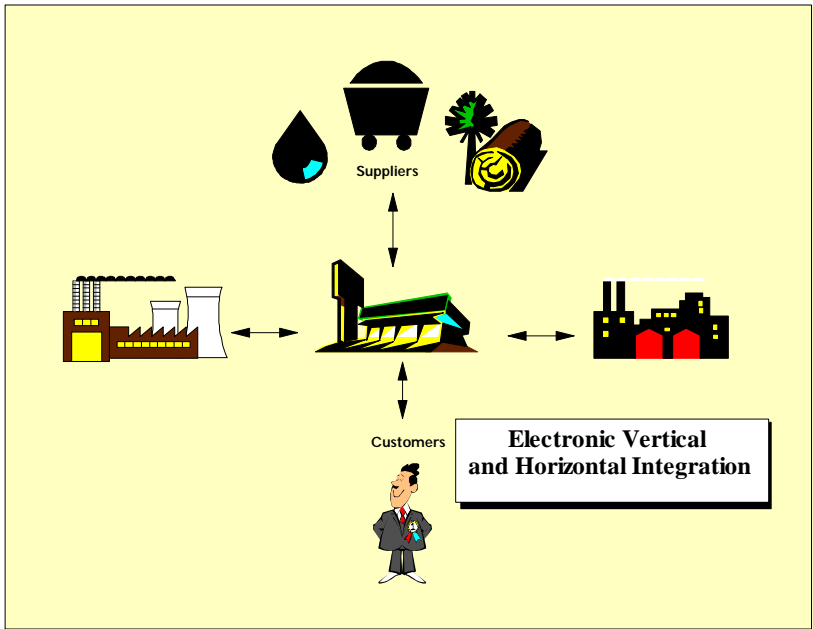 Suppliers
Customers
Electronic Vertical
and Horizontal Integration